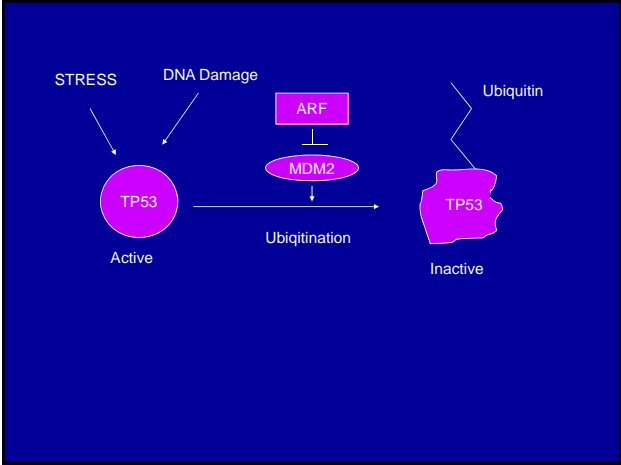 STRESS
DNA Damage
Ubiquitin
ARF
MDM2
TP53
TP53
Ubiqitination
Active
Inactive